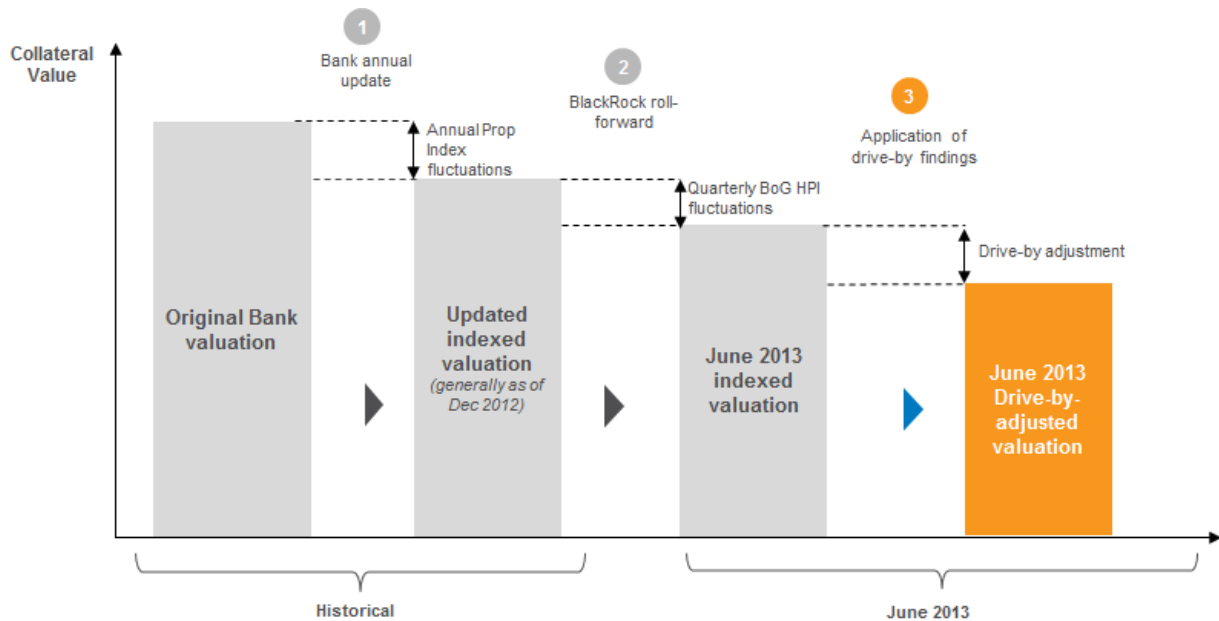 Collateral
Value
1
Bank annual
update
2
BlackRock roll-
forward
3
Application of
drive-by findings
Annual Prop
Index
fluctuations
Quarterly BoG HPI
fluctuations
Drive-by adjustment
Original Bank
valuation
Updated
indexed
valuation
(generally as of
Dec 2012)
June 2013
indexed
valuation
June 2013
Drive-by-
adjusted
valuation
Historical
June 2013